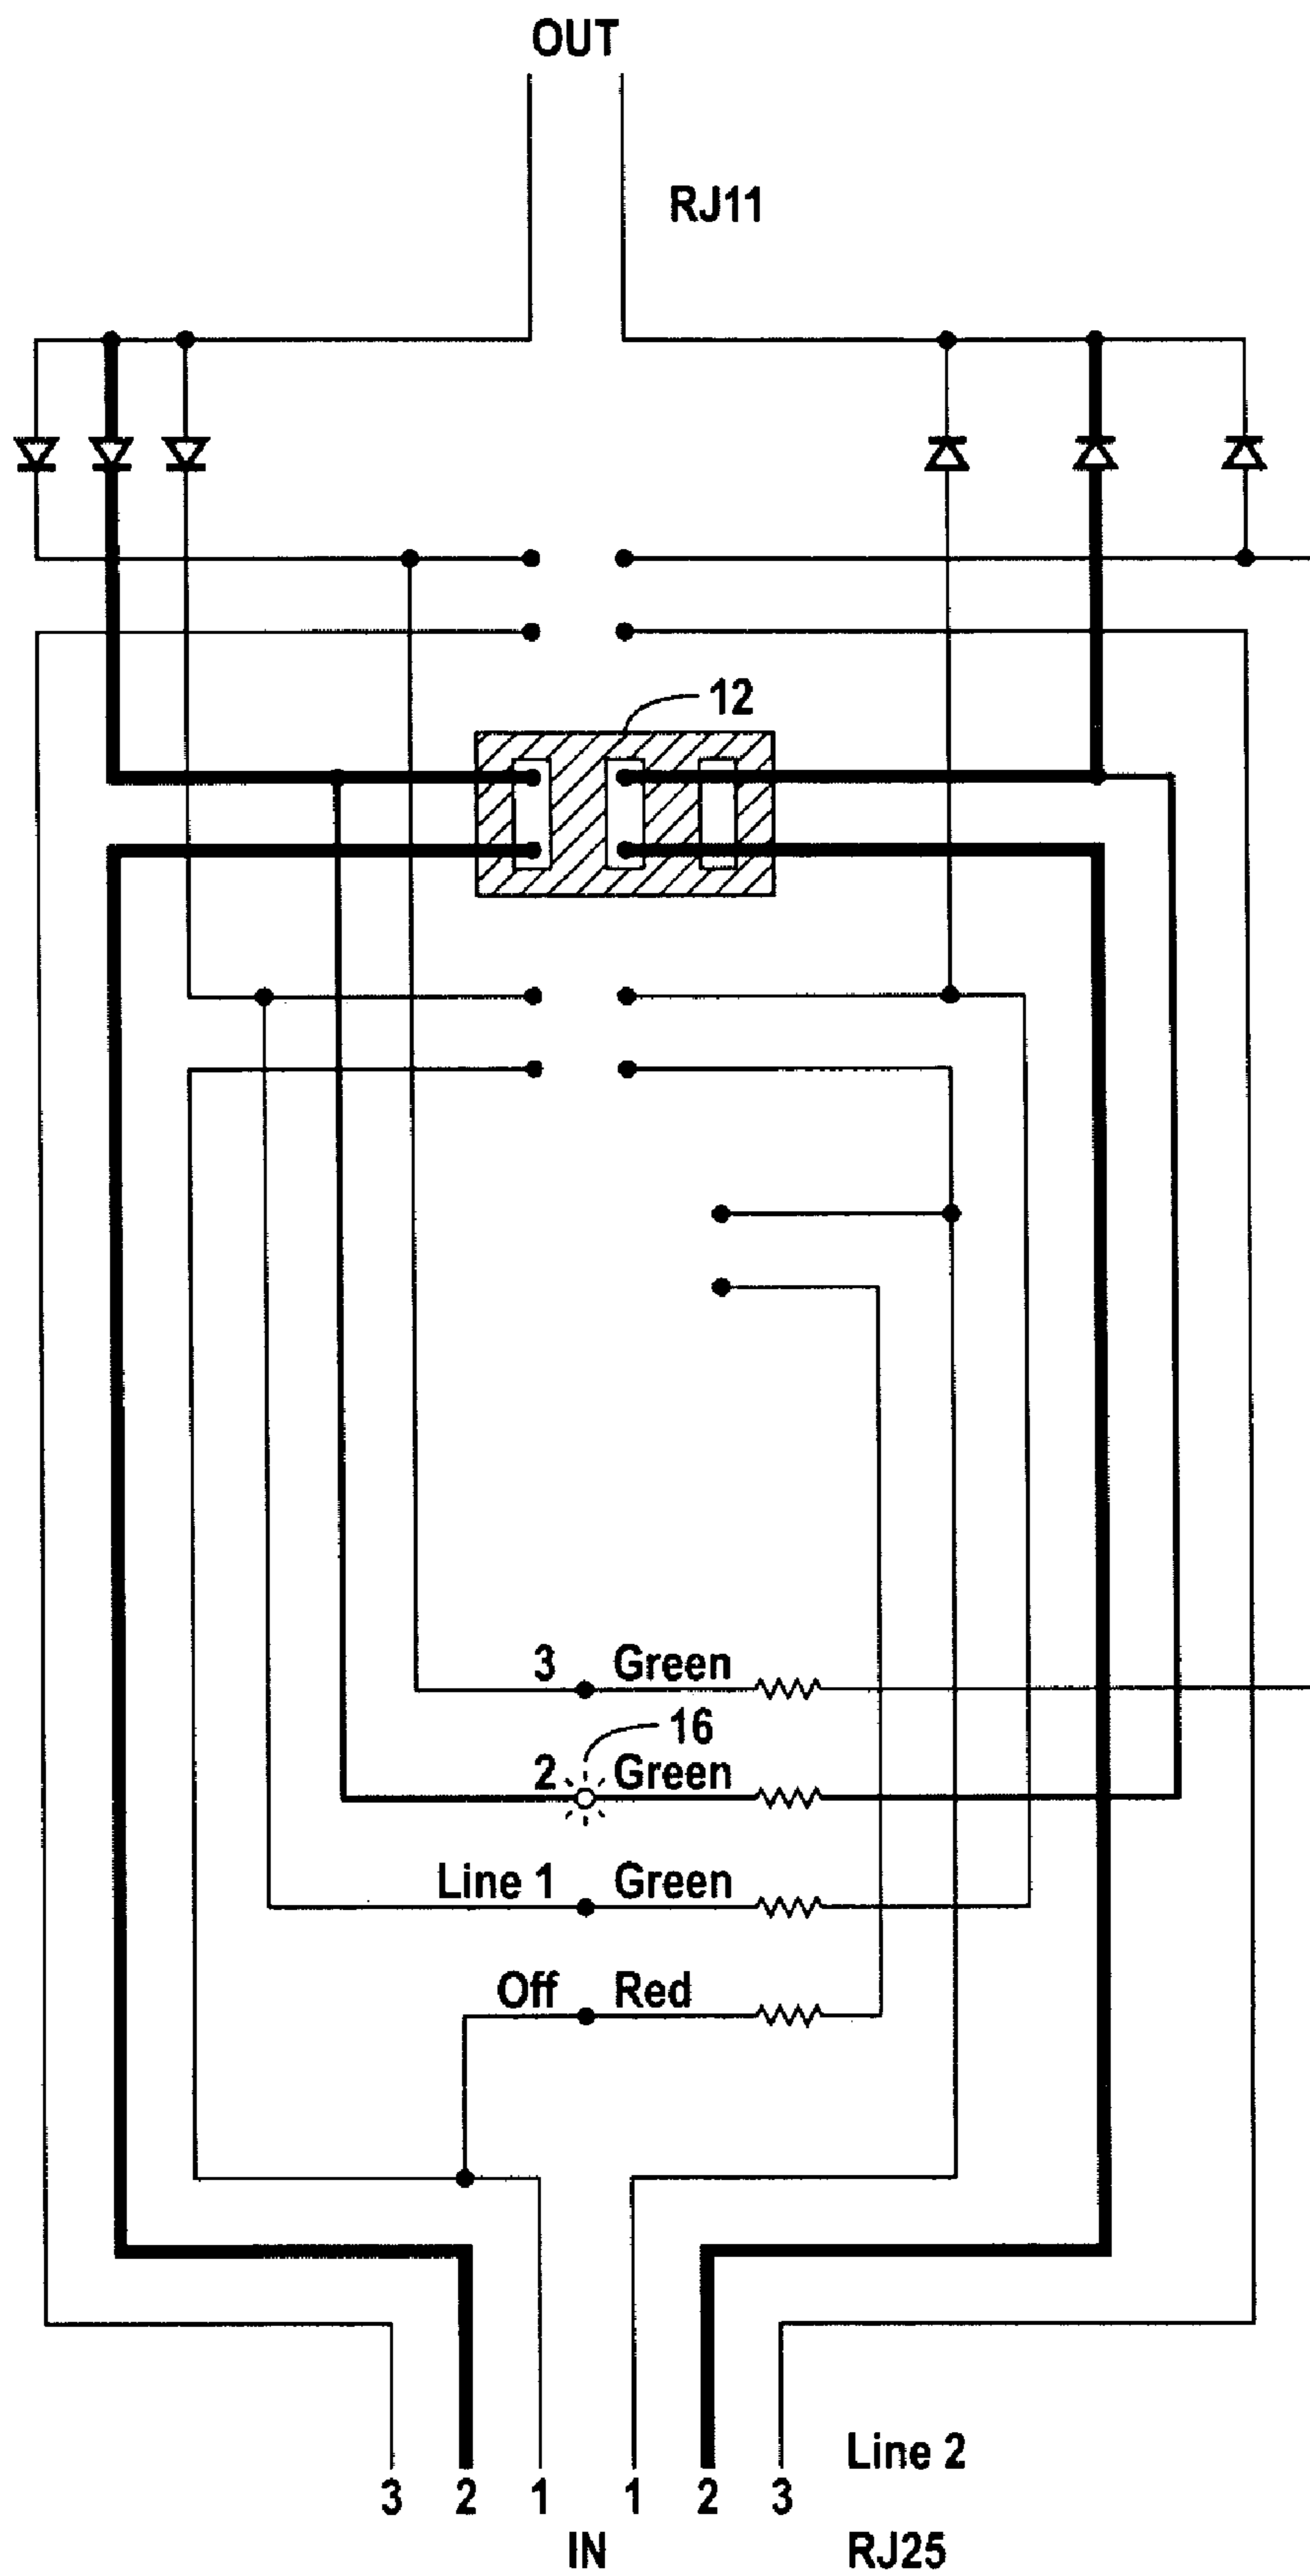 OUT
RJ11
12
3 Green
16
2 Green
Line 1 Green
Off Red
Line 2
3 2 1 1 2 3
IN RJ25